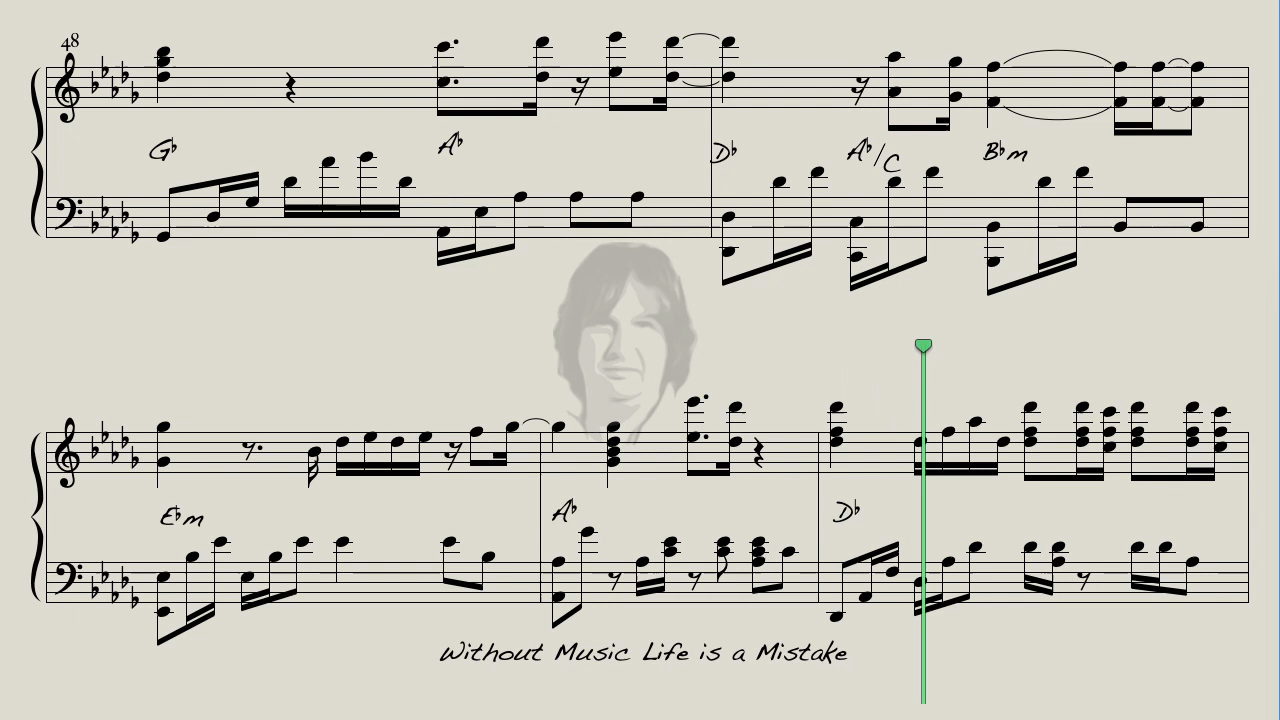 48
G♭ A♭ D♭ A♭/C B♭m
E♭m A♭ D♭
Without Music Life is a Mistake